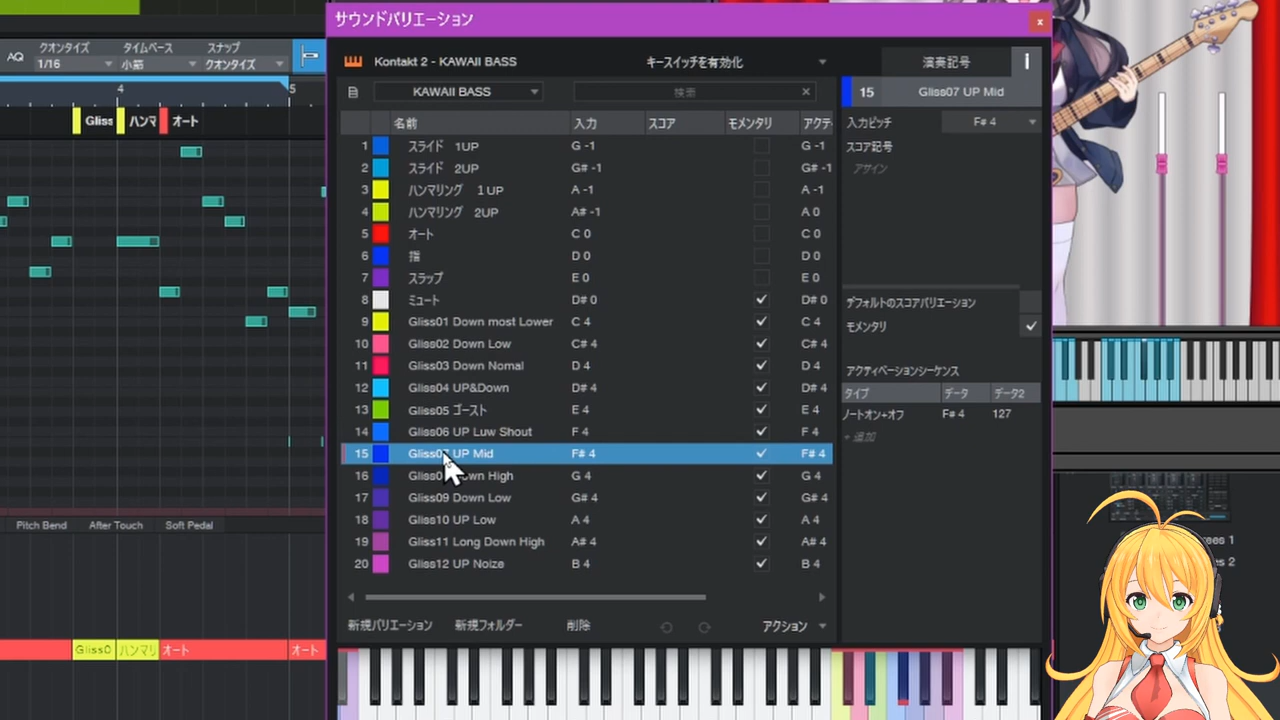 サウンドバリエーション
x
AQ
クオンタイズ タイムベース スナップ
1/16 小節 クオンタイズ
4 5
Gliss ハンマ オート
Kontakt 2 - KAWAII BASS キースイッチを有効化
KAWAII BASS 検索 ×
名前 入力 スコア モメンタリ アクテ
1 スライド 1UP G -1 G -1
2 スライド 2UP G# -1 G# -1
3 ハンマリング 1UP A -1 A -1
4 ハンマリング 2UP A# -1 A 0
5 オート C 0 C 0
6 指 D 0 D 0
7 スラップ E 0 E 0
8 ミュート D# 0 D# 0
9 Gliss01 Down most Lower C 4 C 4
10 Gliss02 Down Low C# 4 C# 4
11 Gliss03 Down Nomal D 4 D 4
12 Gliss04 UP&Down D# 4 D# 4
13 Gliss05 ゴースト E 4 E 4
14 Gliss06 UP Luw Shout F 4 F 4
15 Gliss07 UP Mid F# 4 F# 4
16 Gliss0 wn High G 4 G 4
17 Gliss09 Down Low G# 4 G# 4
18 Gliss10 UP Low A 4 A 4
19 Gliss11 Long Down High A# 4 A# 4
20 Gliss12 UP Noize B 4 B 4
新規バリエーション 新規フォルダー 削除 アクション
演奏記号 i
15 Gliss07 UP Mid
入力ピッチ F# 4
スコア記号
アサイン
デフォルトのスコアバリエーション
モメンタリ
アクティベーションシーケンス
タイプ データ データ2
ノートオン+オフ F# 4 127
+ 追加
Pitch Bend After Touch Soft Pedal
Gliss0 ハンマリ オート オート